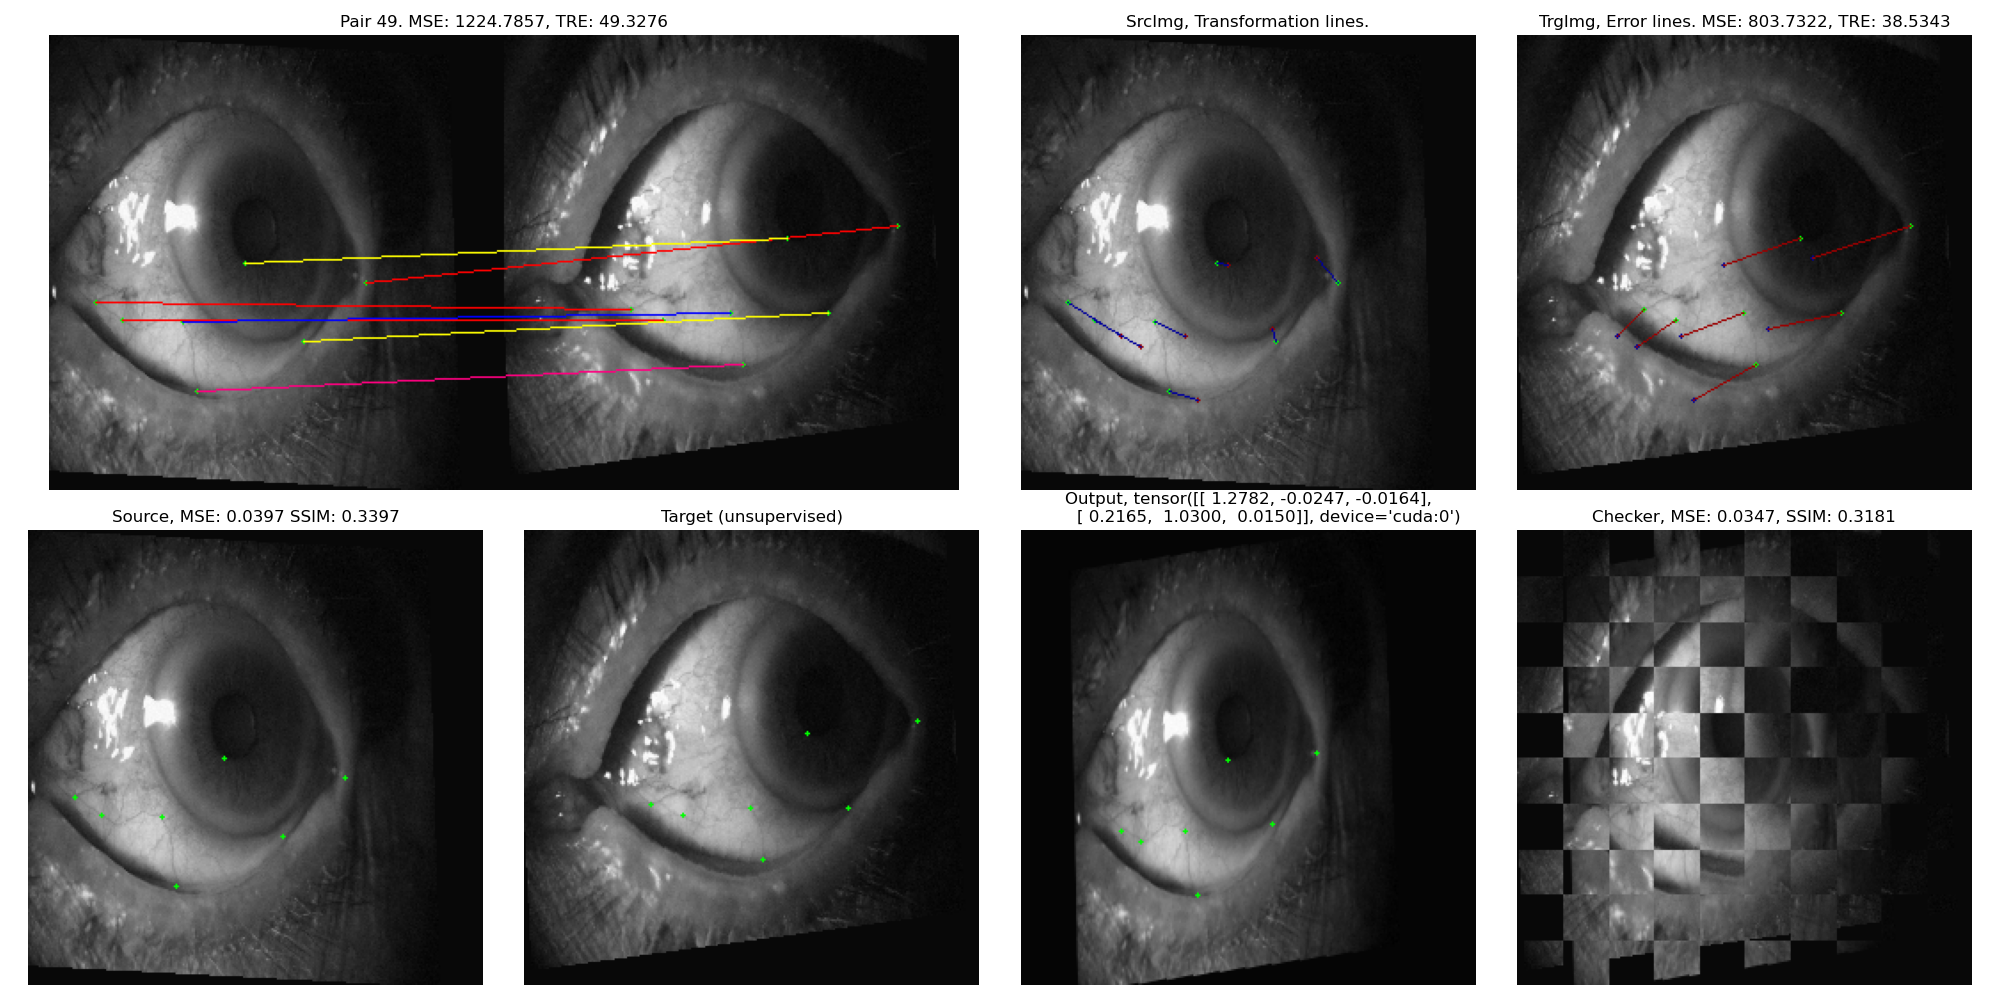 Pair 49. MSE: 1224.7857, TRE: 49.3276
SrcImg, Transformation lines.
TrgImg, Error lines. MSE: 803.7322, TRE: 38.5343
Source, MSE: 0.0397 SSIM: 0.3397
Target (unsupervised)
Output, tensor([[ 1.2782, -0.0247, -0.0164],
[ 0.2165,  1.0300,  0.0150]], device='cuda:0')
Checker, MSE: 0.0347, SSIM: 0.3181